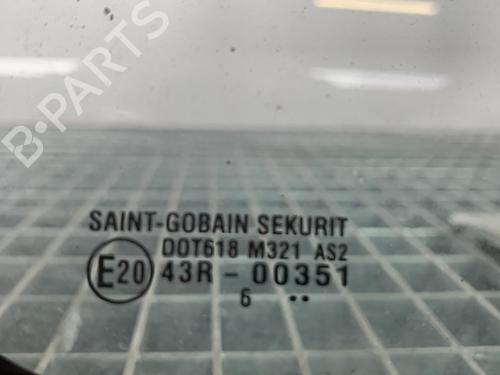 B-PARTS
SAINT-GOBAIN SEKURIT
DOT618 M321 AS2
E20 43R - 00351
6 ••